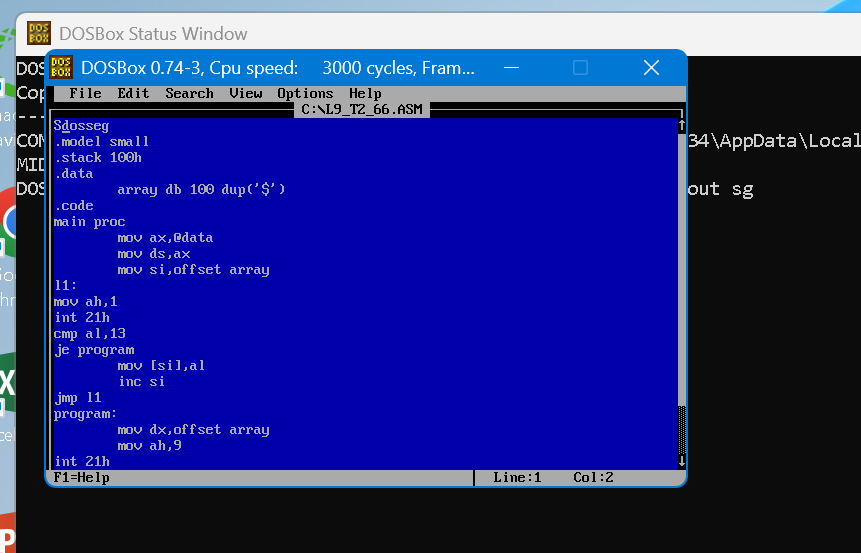 DOSBox Status Window
DOSBox 0.74-3, Cpu speed: 3000 cycles, Fram...
File Edit Search View Options Help
C:\L9_T2_66.ASM
Sdosseg
.model small
.stack 100h
.data
array db 100 dup('$')
.code
main proc
mov ax,@data
mov ds,ax
mov si,offset array
l1:
mov ah,1
int 21h
cmp al,13
je program
mov [si],al
inc si
jmp l1
program:
mov dx,offset array
mov ah,9
int 21h
F1=Help Line:1 Col:2
DOS
Cop
---
CON 34\AppData\Local
MID
DOS out sg